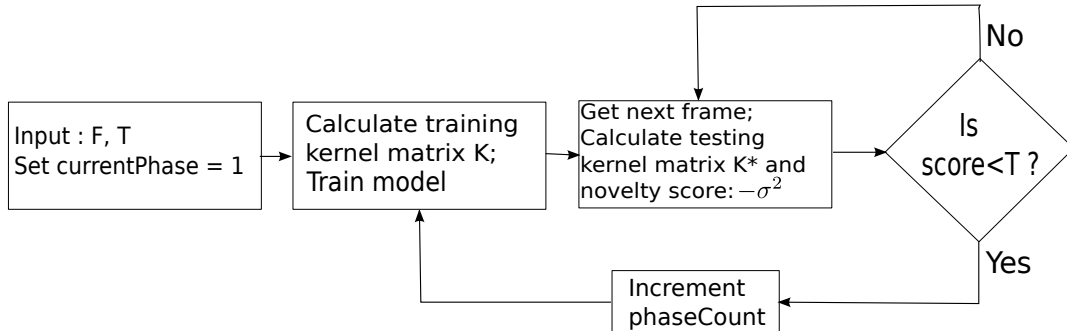 Input : F, T
Set currentPhase = 1
Calculate training
kernel matrix K;
Train model
Get next frame;
Calculate testing
kernel matrix K* and
novelty score: −σ²
Is
score<T ?
No
Yes
Increment
phaseCount